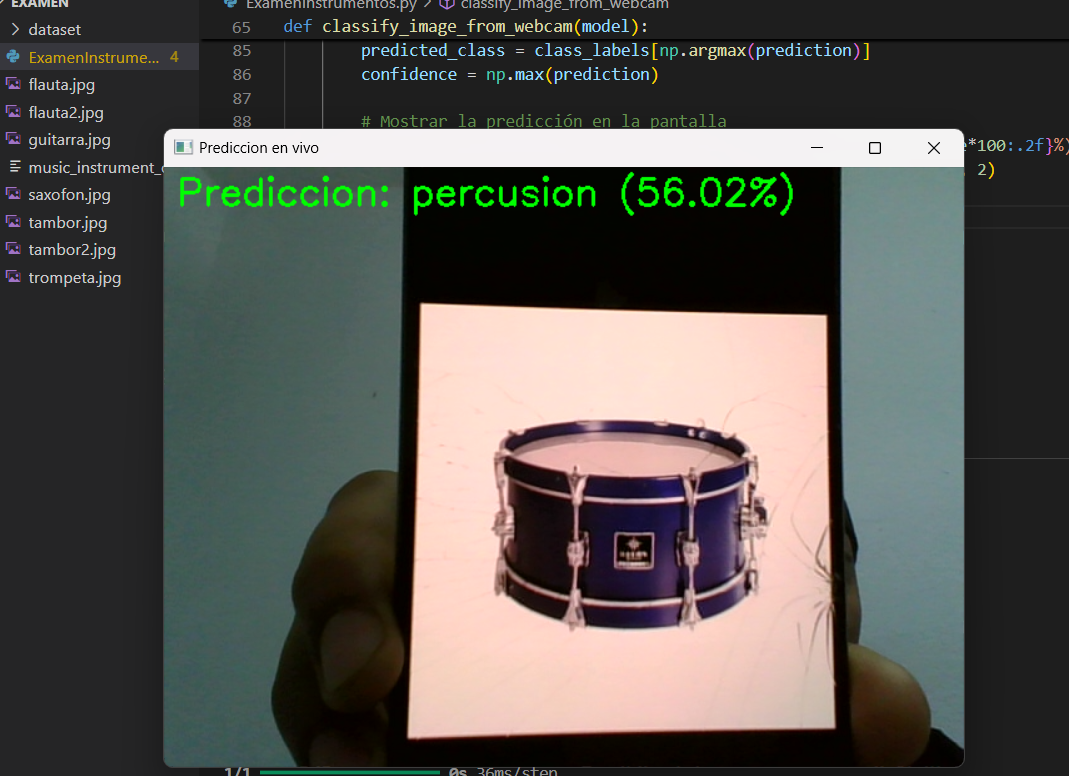 EXAMEN
dataset
ExamenInstrume... 4
flauta.jpg
flauta2.jpg
guitarra.jpg
music_instrument_
saxofon.jpg
tambor.jpg
tambor2.jpg
trompeta.jpg
ExamenInstrumentos.py > classify_image_from_webcam
65 def classify_image_from_webcam(model):
85 predicted_class = class_labels[np.argmax(prediction)]
86 confidence = np.max(prediction)
87
88 # Mostrar la predicción en la pantalla
e*100:.2f}%)
2)
Prediccion en vivo
Prediccion: percusion (56.02%)
1/1 0s 36ms/step